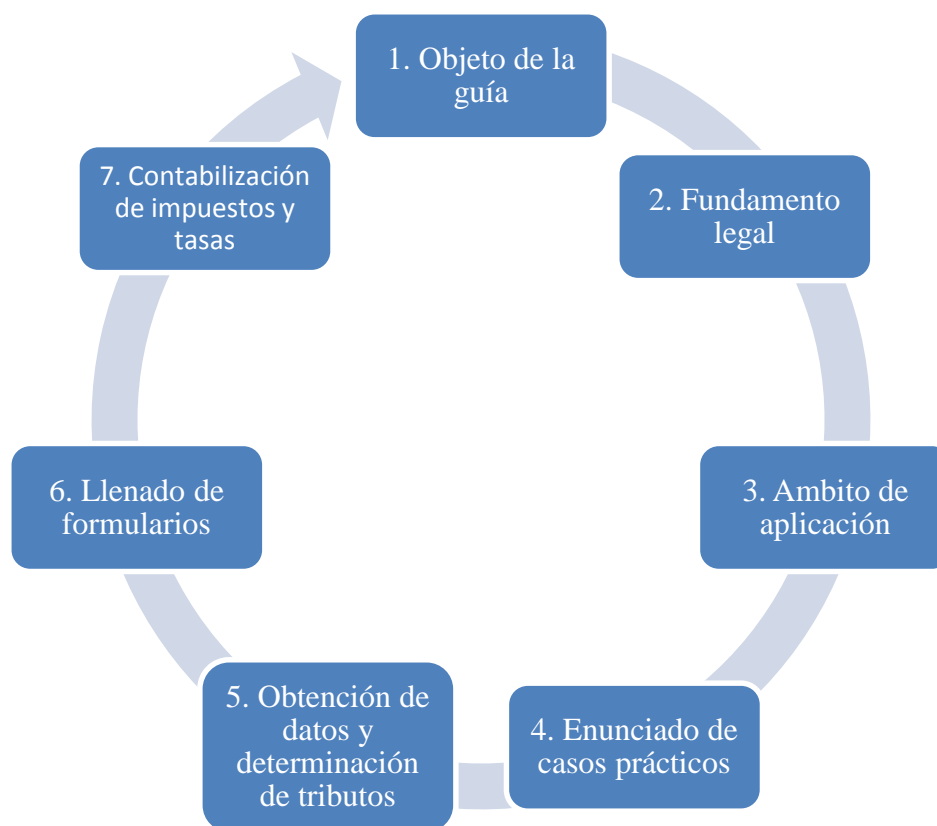 1. Objeto de la
guía
2. Fundamento
legal
3. Ambito de
aplicación
4. Enunciado de
casos prácticos
5. Obtención de
datos y
determinación
de tributos
6. Llenado de
formularios
7. Contabilización
de impuestos y
tasas